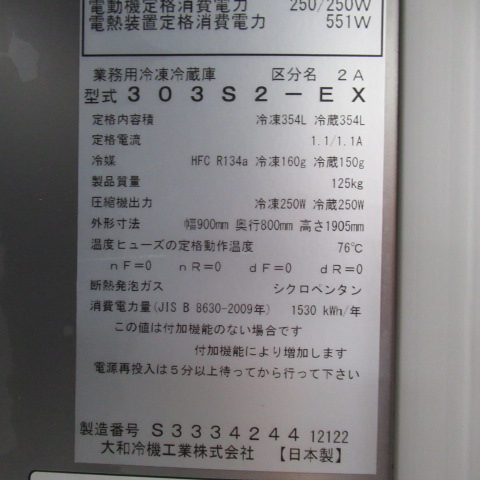 電動機定格消費電力 250/250W
電熱装置定格消費電力 551W
業務用冷凍冷蔵庫 区分名 2A
型式 303S2-EX
定格内容積 冷凍354L 冷蔵354L
定格電流 1.1/1.1A
冷媒 HFC R134a 冷凍160g 冷蔵150g
製品質量 125kg
圧縮機出力 冷凍250W 冷蔵250W
外形寸法 幅900mm 奥行800mm 高さ1905mm
温度ヒューズの定格動作温度 76℃
nF=0 nR=0 dF=0 dR=0
断熱発泡ガス シクロペンタン
消費電力量(JIS B 8630-2009年) 1530 kWh/年
この値は付加機能のない場合です
付加機能により増加します
電源再投入は5分以上待ってから行って下さい
製造番号 S3334244 12122
大和冷機工業株式会社 【日本製】